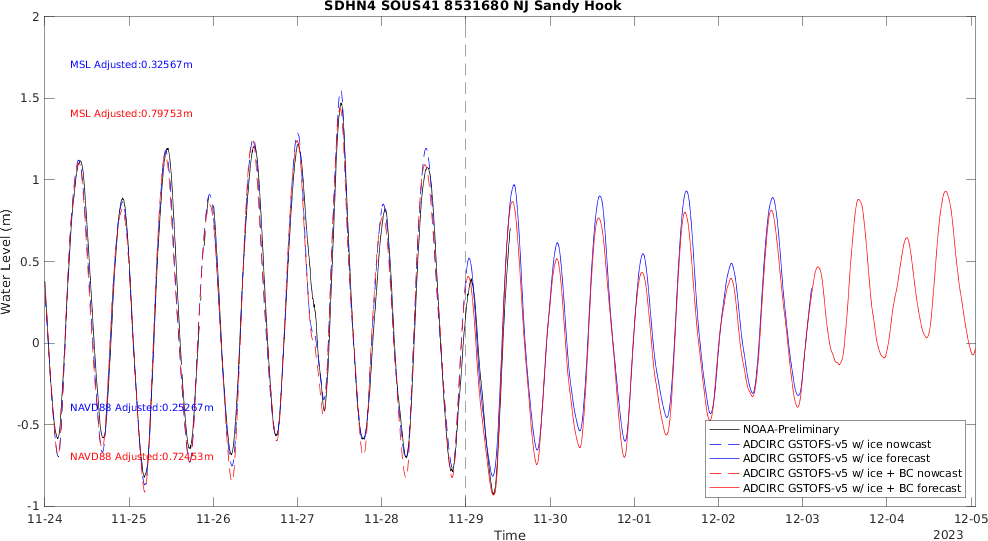 SDHN4 SOUS41 8531680 NJ Sandy Hook
2
1.5
1
0.5
0
-0.5
-1
Water Level (m)
MSL Adjusted:0.32567m
MSL Adjusted:0.79753m
NAVD88 Adjusted:0.25267m
NAVD88 Adjusted:0.72453m
NOAA-Preliminary
ADCIRC GSTOFS-v5 w/ ice nowcast
ADCIRC GSTOFS-v5 w/ ice forecast
ADCIRC GSTOFS-v5 w/ ice + BC nowcast
ADCIRC GSTOFS-v5 w/ ice + BC forecast
11-24 11-25 11-26 11-27 11-28 11-29 11-30 12-01 12-02 12-03 12-04 12-05
Time
2023